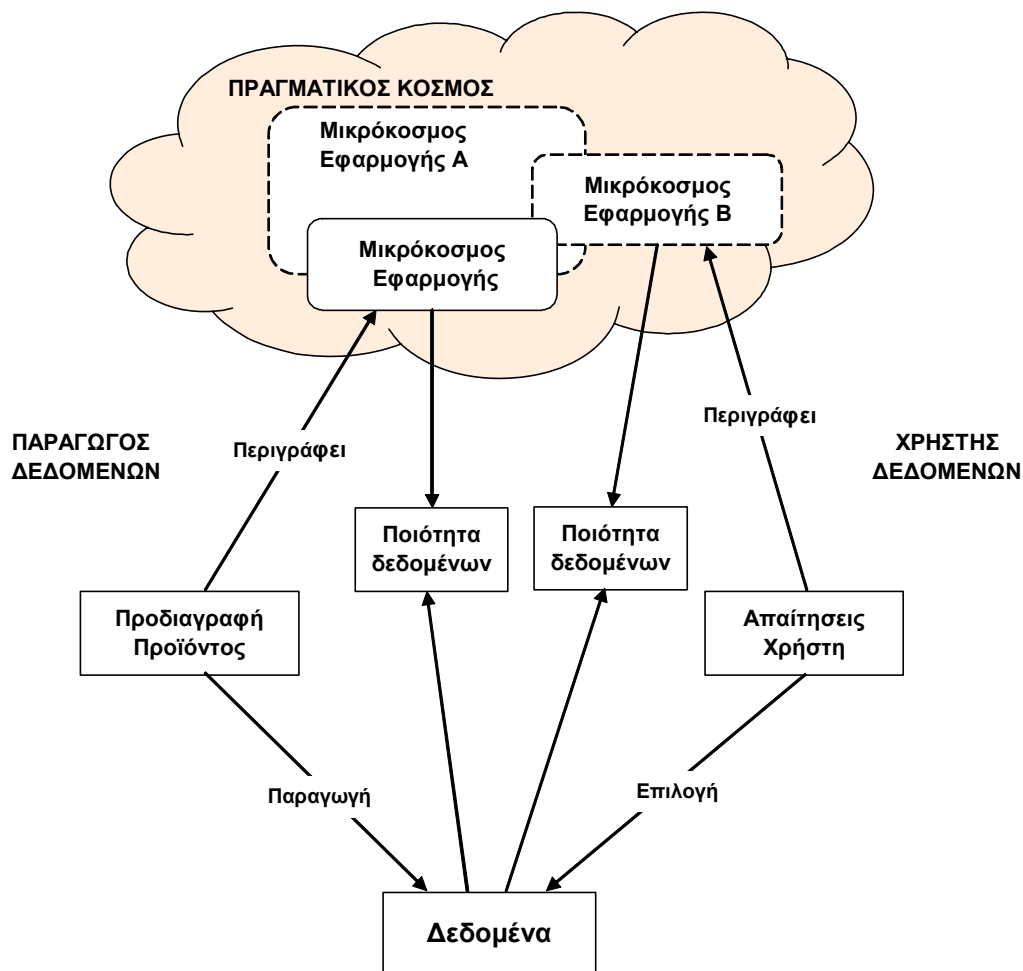 ΠΡΑΓΜΑΤΙΚΟΣ ΚΟΣΜΟΣ
Μικρόκοσμος
Εφαρμογής Α
Μικρόκοσμος
Εφαρμογής Β
Μικρόκοσμος
Εφαρμογής
ΠΑΡΑΓΩΓΟΣ
ΔΕΔΟΜΕΝΩΝ
Περιγράφει
Περιγράφει
ΧΡΗΣΤΗΣ
ΔΕΔΟΜΕΝΩΝ
Ποιότητα
δεδομένων
Ποιότητα
δεδομένων
Προδιαγραφή
Προϊόντος
Απαίτησεις
Χρήστη
Παραγωγή
Επιλογή
Δεδομένα